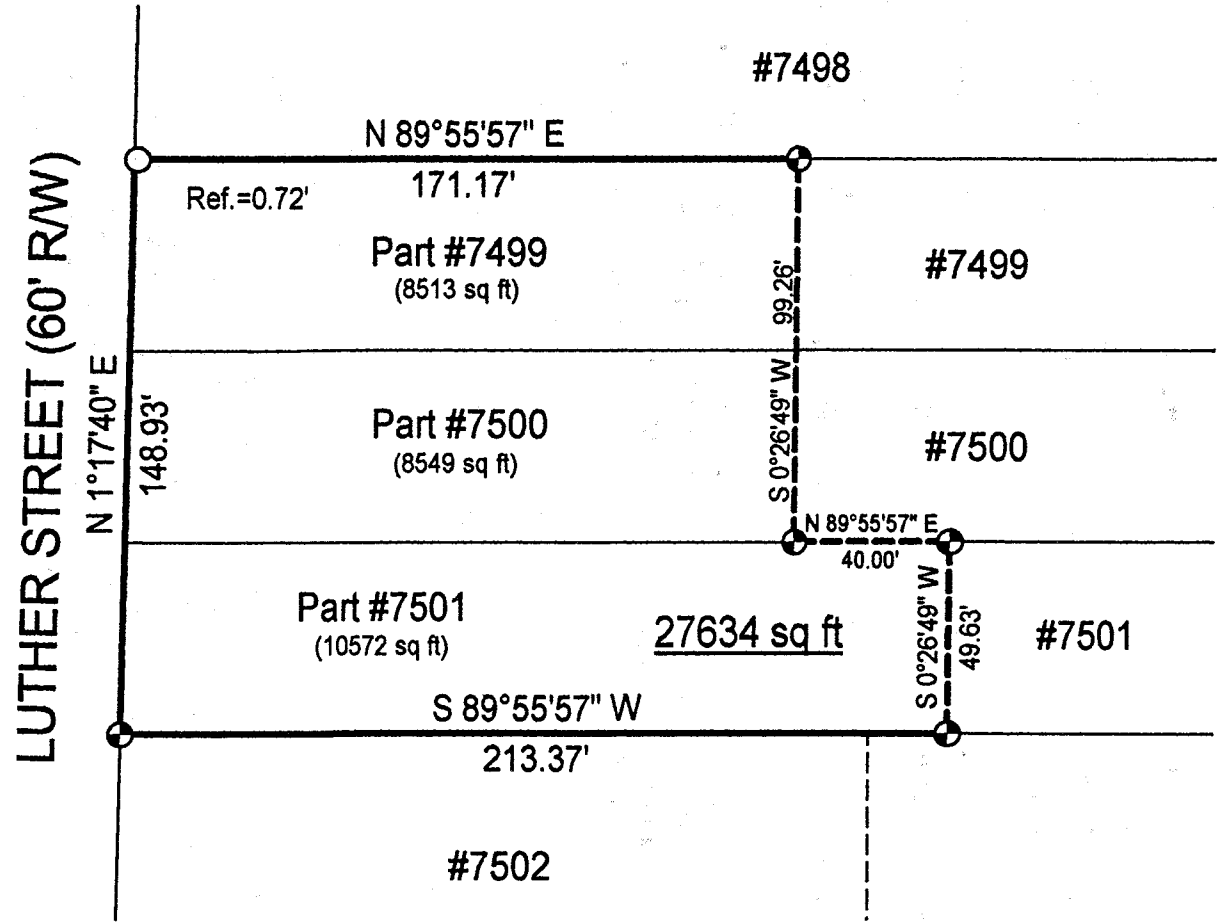 #7498
N 89°55'57" E
171.17'
Ref.=0.72'
Part #7499
(8513 sq ft)
#7499
99.26'
S 0°26'49" W
LUTHER STREET (60' R/W)
N 1°17'40" E
148.93'
Part #7500
(8549 sq ft)
#7500
N 89°55'57" E
40.00'
Part #7501
(10572 sq ft)
27634 sq ft
S 0°26'49" W
49.63'
#7501
S 89°55'57" W
213.37'
#7502